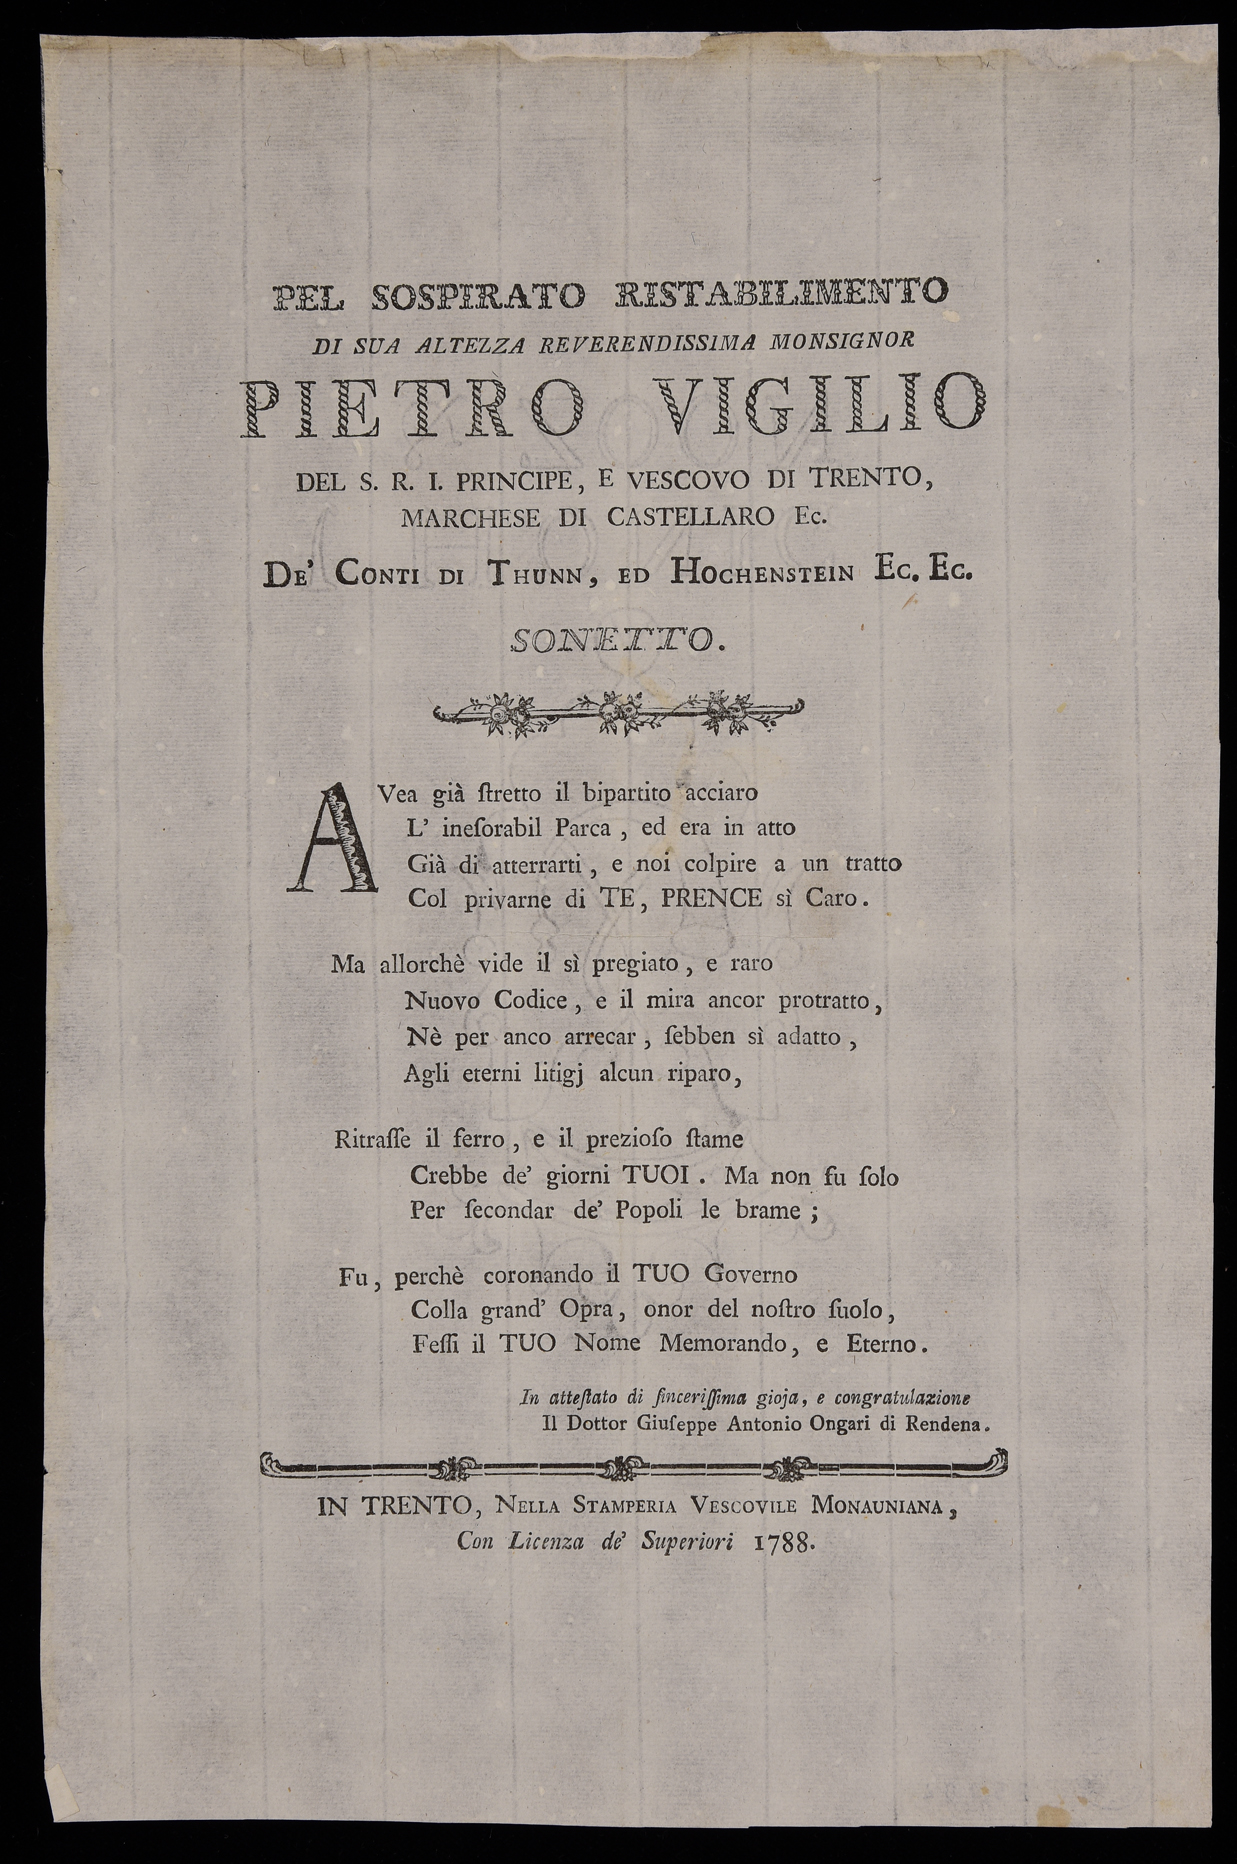 PEL SOSPIRATO RISTABILIMENTO
DI SUA ALTEZZA REVERENDISSIMA MONSIGNOR
PIETRO VIGILIO
DEL S. R. I. PRINCIPE, E VESCOVO DI TRENTO,
MARCHESE DI CASTELLARO Ec.
DE' CONTI DI THUNN, ED HOCHENSTEIN EC. EC.
SONETTO.
AVea già ſtretto il bipartito acciaro
L' ineſorabil Parca, ed era in atto
Già di atterrarti, e noi colpire a un tratto
Col privarne di TE, PRENCE sì Caro.
Ma allorchè vide il sì pregiato, e raro
Nuovo Codice, e il mira ancor protratto,
Nè per anco arrecar, ſebben sì adatto,
Agli eterni litigj alcun riparo,
Ritraſſe il ferro, e il prezioſo ſtame
Crebbe de' giorni TUOI. Ma non fu ſolo
Per ſecondar de' Popoli le brame;
Fu, perchè coronando il TUO Governo
Colla grand' Opra, onor del noſtro ſuolo,
Feſſi il TUO Nome Memorando, e Eterno.
In atteſtato di ſinceriſſima gioja, e congratulazione
Il Dottor Giuſeppe Antonio Ongari di Rendena.
IN TRENTO, NELLA STAMPERIA VESCOVILE MONAUNIANA,
Con Licenza de' Superiori 1788.